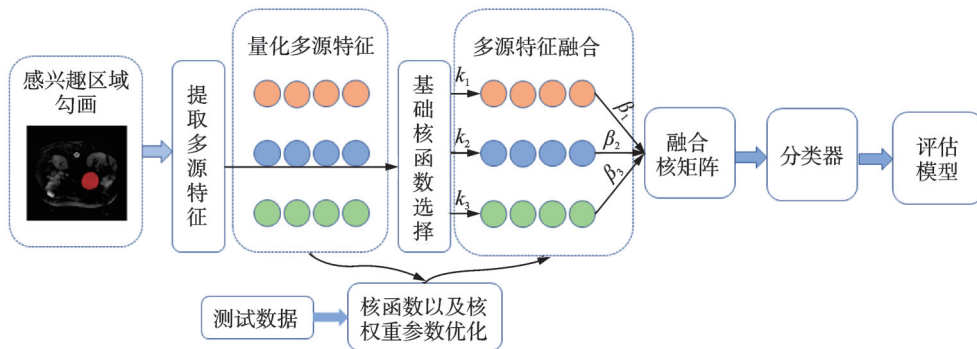 感兴趣区域
勾画
提取多源特征
量化多源特征
基础核函数选择
k₁
k₂
k₃
多源特征融合
β₁
β₂
β₃
融合
核矩阵
分类器
评估
模型
测试数据
核函数以及核
权重参数优化